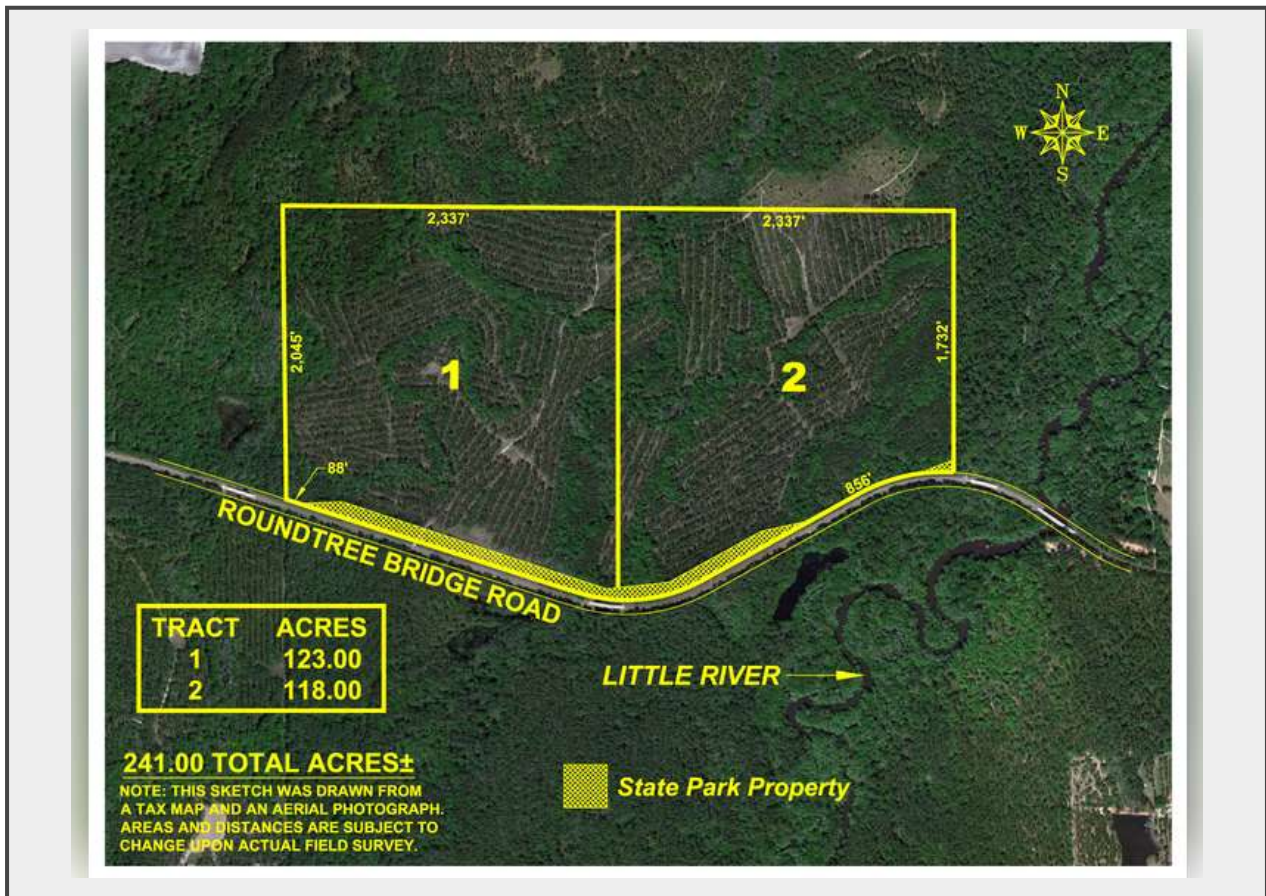 N
W E
S
2,337'
2,337'
2,045'
1,732'
1
2
88'
856'
ROUNDTREE BRIDGE ROAD
TRACT ACRES
1 123.00
2 118.00
LITTLE RIVER
241.00 TOTAL ACRES±
NOTE: THIS SKETCH WAS DRAWN FROM
A TAX MAP AND AN AERIAL PHOTOGRAPH.
AREAS AND DISTANCES ARE SUBJECT TO
CHANGE UPON ACTUAL FIELD SURVEY.
State Park Property